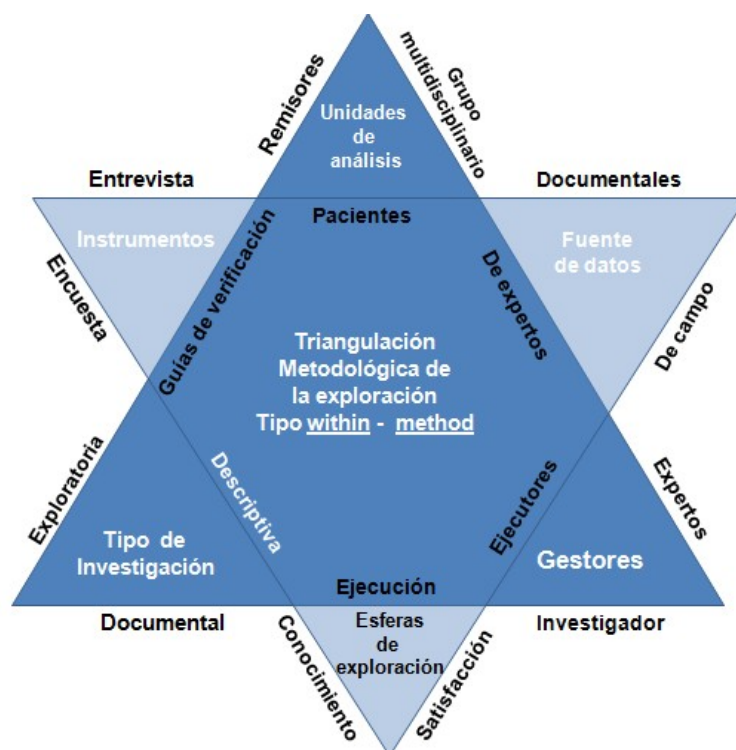 Remisores
Grupo
multidisciplinario
Unidades
de
análisis
Entrevista
Documentales
Pacientes
Instrumentos
Fuente
de datos
Encuesta
Guías de verificación
De expertos
De campo
Triangulación
Metodológica de
la exploración
Tipo within - method
Exploratoria
Descriptiva
Ejecutores
Expertos
Tipo de
Investigación
Gestores
Ejecución
Documental
Investigador
Esferas
de
exploración
Conocimiento
Satisfacción